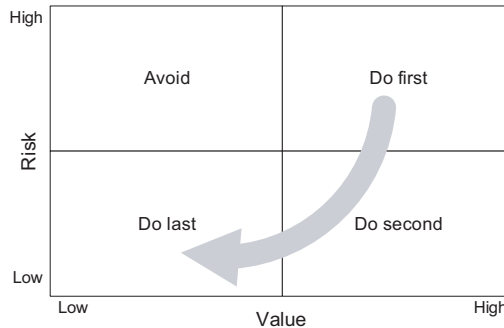 High
Avoid
Do first
Risk
Do last
Do second
Low
Low
High
Value